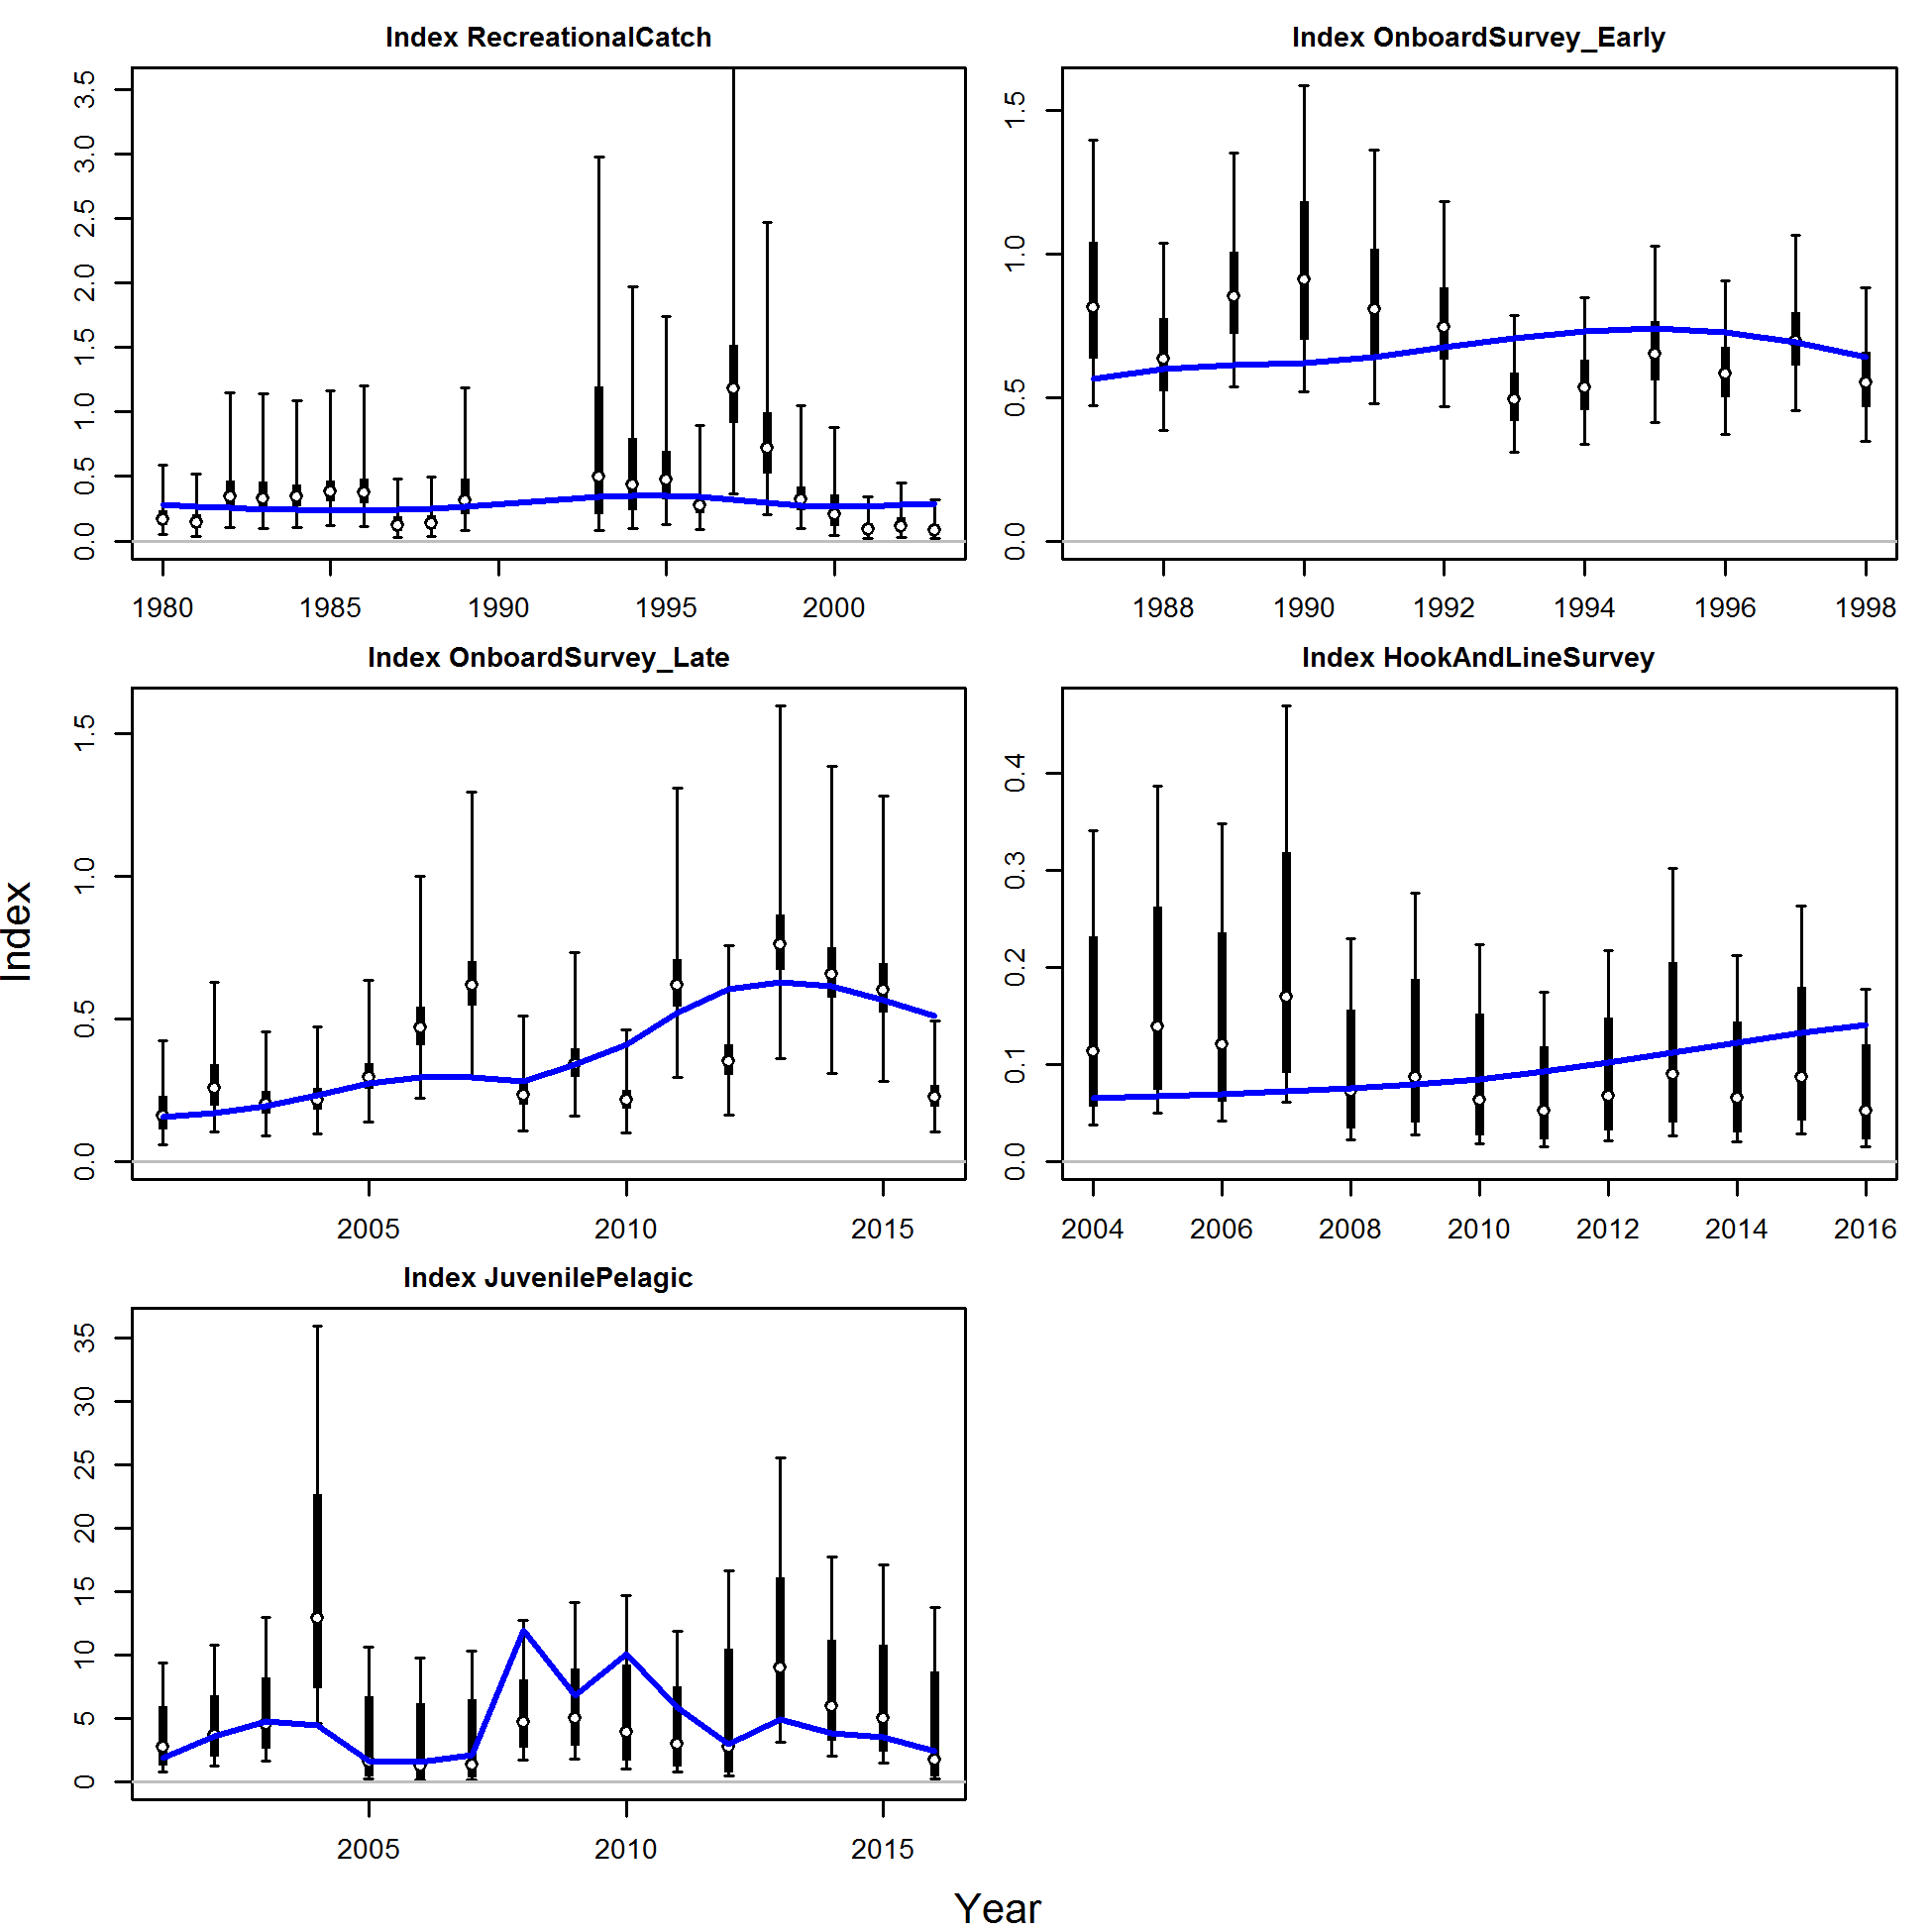 Index RecreationalCatch
0.0 0.5 1.0 1.5 2.0 2.5 3.0 3.5
1980 1985 1990 1995 2000
Index OnboardSurvey_Early
0.0 0.5 1.0 1.5
1988 1990 1992 1994 1996 1998
Index OnboardSurvey_Late
0.0 0.5 1.0 1.5
2005 2010 2015
Index HookAndLineSurvey
0.0 0.1 0.2 0.3 0.4
2004 2006 2008 2010 2012 2014 2016
Index JuvenilePelagic
0 5 10 15 20 25 30 35
2005 2010 2015
Index
Year